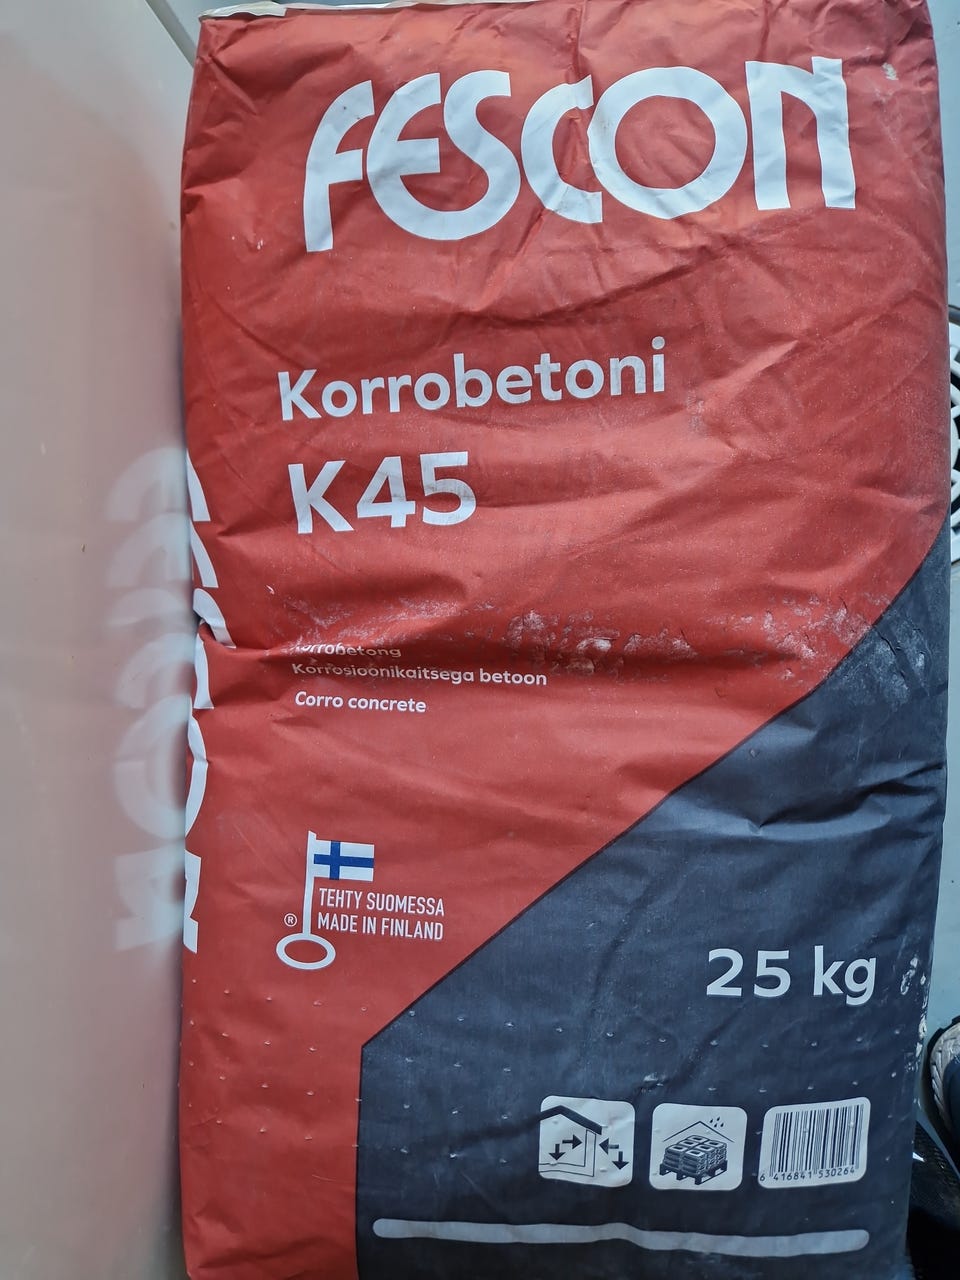 FESCON
Korrobetoni
K45
Korrobetong
Korrosioonikaitsega betoon
Corro concrete
®
TEHTY SUOMESSA
MADE IN FINLAND
25 kg
6 416841 530264